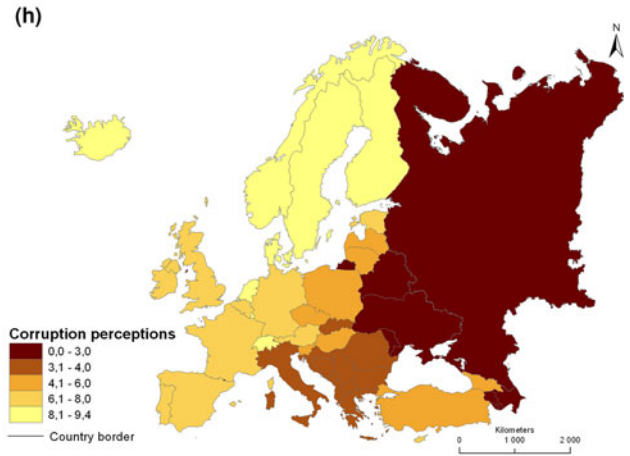 (h)
N
Corruption perceptions
0,0 - 3,0
3,1 - 4,0
4,1 - 6,0
6,1 - 8,0
8,1 - 9,4
Country border
Kilometers
0 1 000 2 000